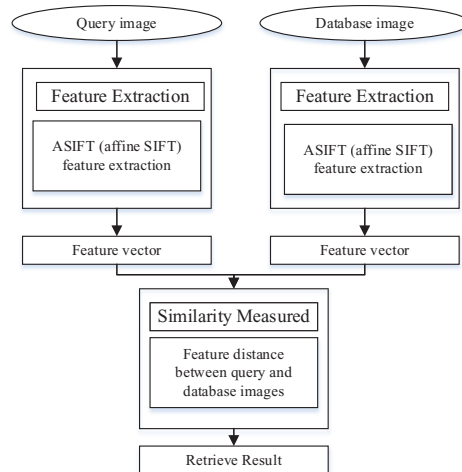 Query image
Database image
Feature Extraction
ASIFT (affine SIFT)
feature extraction
Feature Extraction
ASIFT (affine SIFT)
feature extraction
Feature vector
Feature vector
Similarity Measured
Feature distance
between query and
database images
Retrieve Result